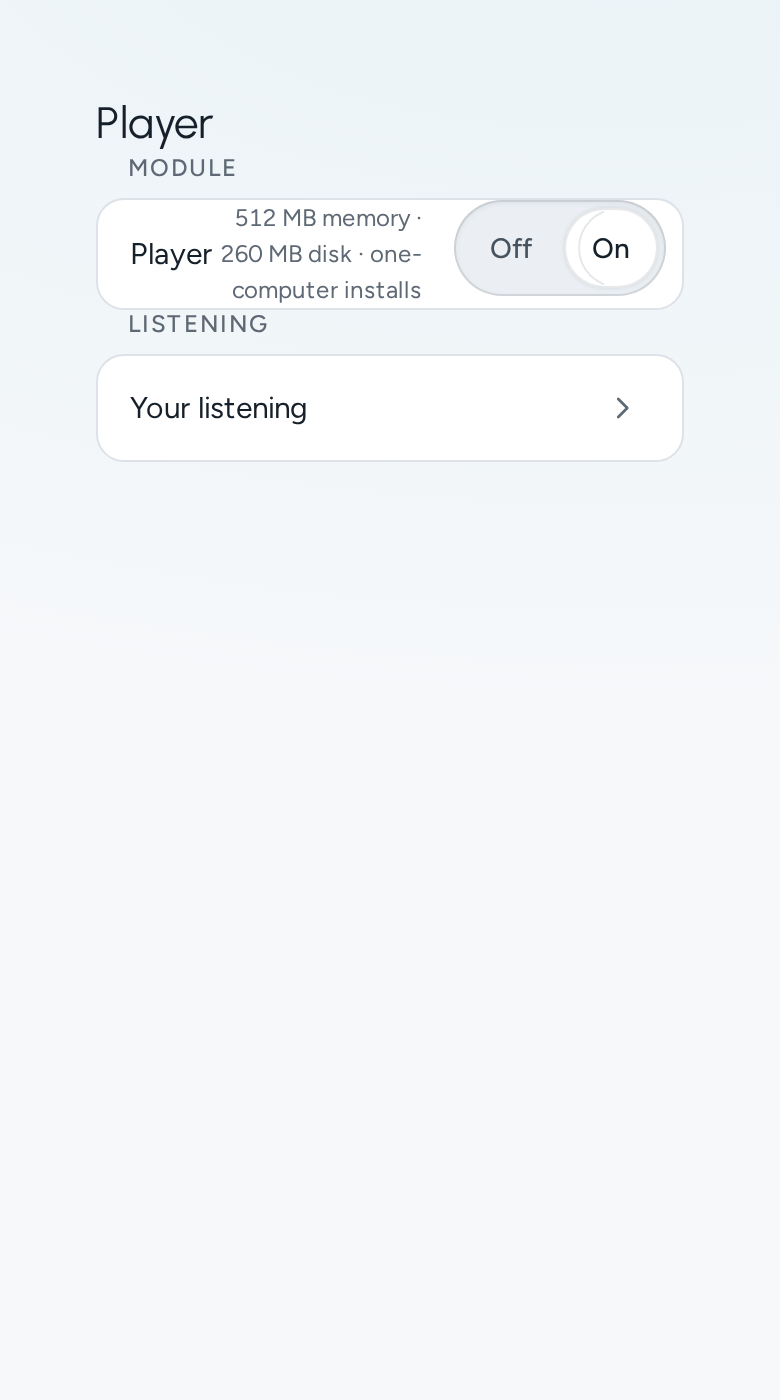 Player
MODULE
Player
512 MB memory ·
260 MB disk · one-
computer installs
Off
On
LISTENING
Your listening